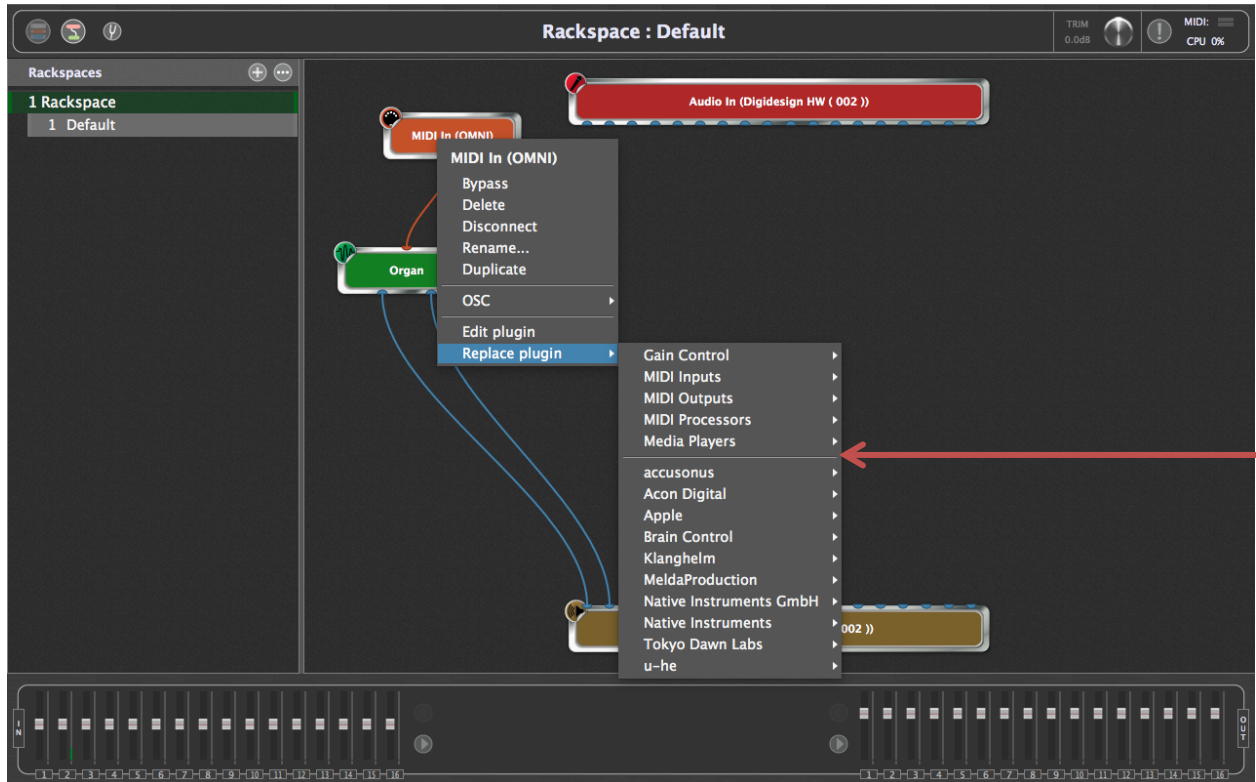 Rackspace : Default
TRIM
0.0dB
MIDI:
CPU 0%
Rackspaces
1 Rackspace
1 Default
Audio In (Digidesign HW ( 002 ))
MIDI In (OMNI)
MIDI In (OMNI)
Bypass
Delete
Disconnect
Rename...
Duplicate
OSC
Edit plugin
Replace plugin
Organ
Gain Control
MIDI Inputs
MIDI Outputs
MIDI Processors
Media Players
accusonus
Acon Digital
Apple
Brain Control
Klanghelm
MeldaProduction
Native Instruments GmbH
Native Instruments
Tokyo Dawn Labs
u-he
002 ))
IN
1 2 3 4 5 6 7 8 9 10 11 12 13 14 15 16
1 2 3 4 5 6 7 8 9 10 11 12 13 14 15 16
OUT